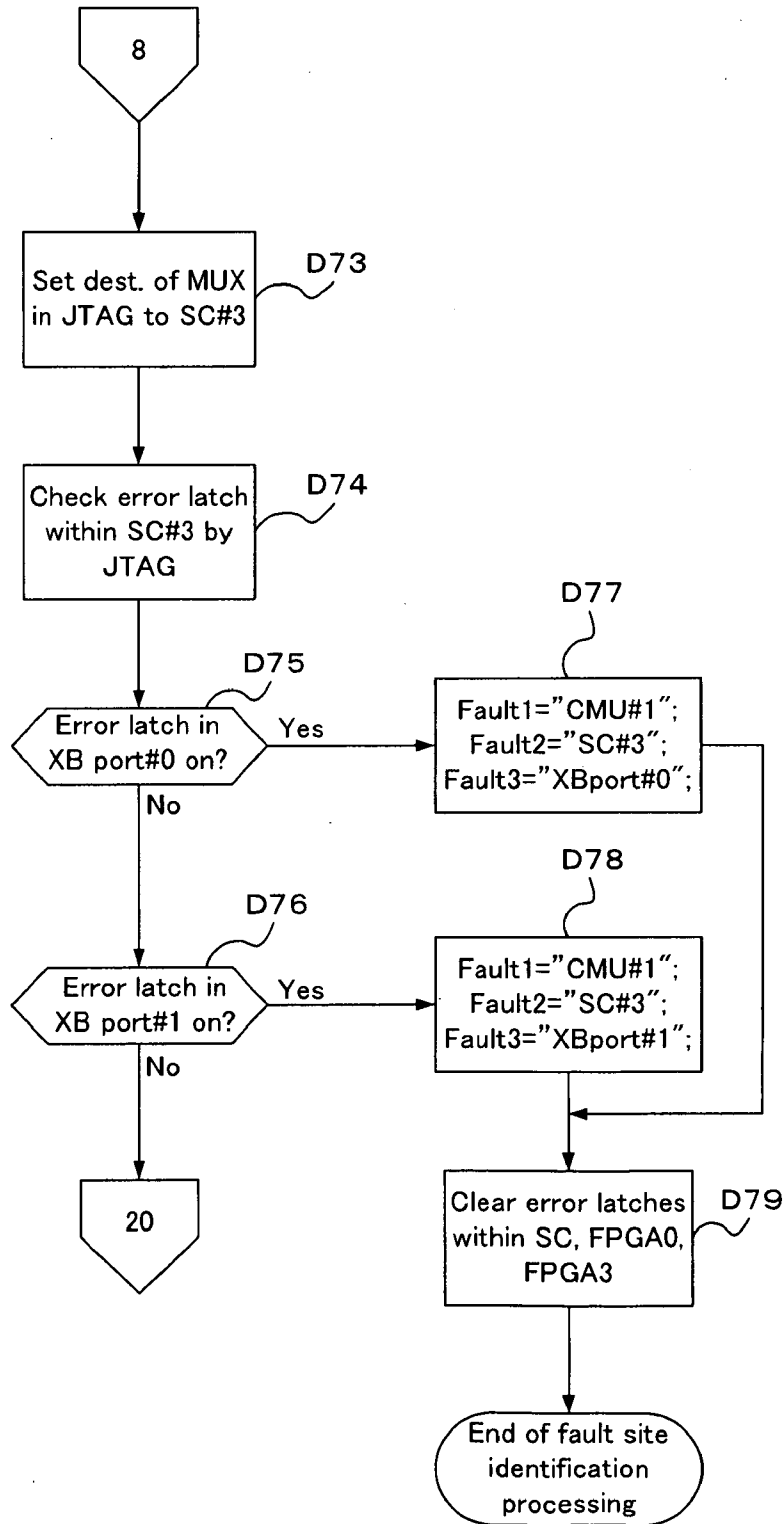 8
D73
Set dest. of MUX
in JTAG to SC#3
D74
Check error latch
within SC#3 by
JTAG
D75
Error latch in
XB port#0 on?
Yes
No
D77
Fault1="CMU#1";
Fault2="SC#3";
Fault3="XBport#0";
D76
Error latch in
XB port#1 on?
Yes
No
D78
Fault1="CMU#1";
Fault2="SC#3";
Fault3="XBport#1";
20
D79
Clear error latches
within SC, FPGA0,
FPGA3
End of fault site
identification
processing